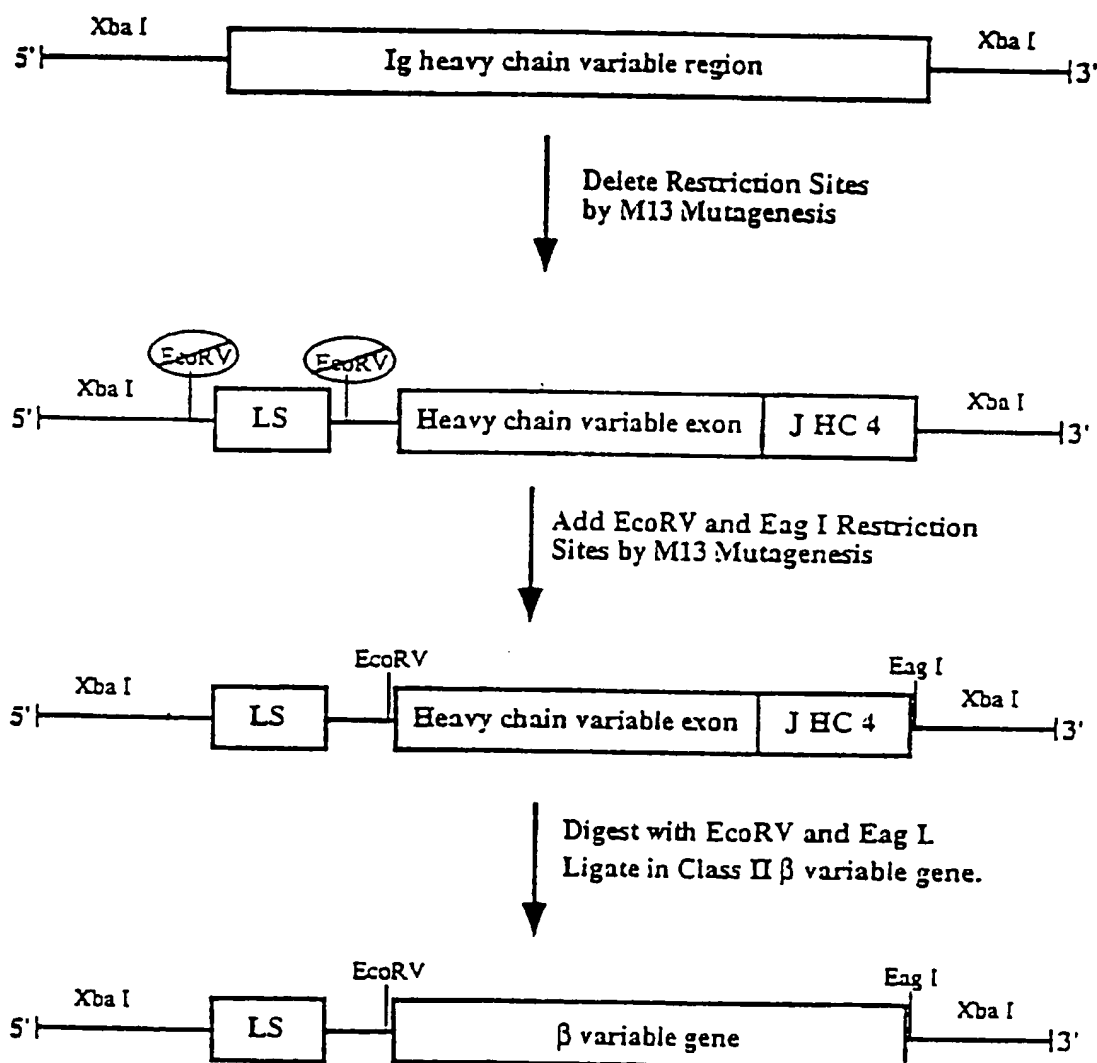 Xba I
Xba I
5'
Ig heavy chain variable region
3'
Delete Restriction Sites
by M13 Mutagenesis
EcoRV
EcoRV
Xba I
Xba I
5'
LS
Heavy chain variable exon
J HC 4
3'
Add EcoRV and Eag I Restriction
Sites by M13 Mutagenesis
EcoRV
Eag I
Xba I
Xba I
5'
LS
Heavy chain variable exon
J HC 4
3'
Digest with EcoRV and Eag I.
Ligate in Class II β variable gene.
EcoRV
Eag I
Xba I
Xba I
5'
LS
β variable gene
3'